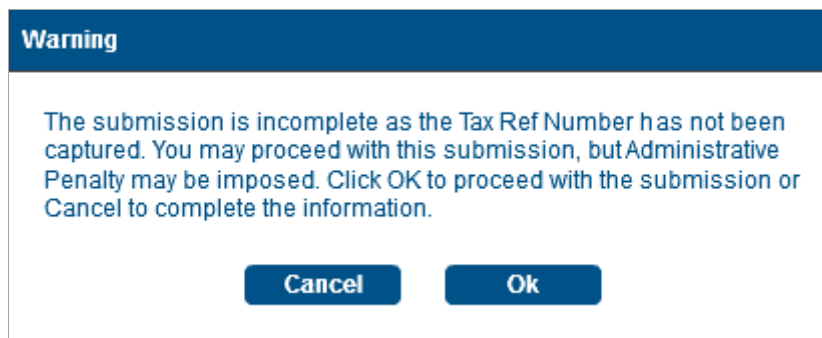 Warning
The submission is incomplete as the Tax Ref Number has not been
captured. You may proceed with this submission, but Administrative
Penalty may be imposed. Click OK to proceed with the submission or
Cancel to complete the information.
Cancel Ok